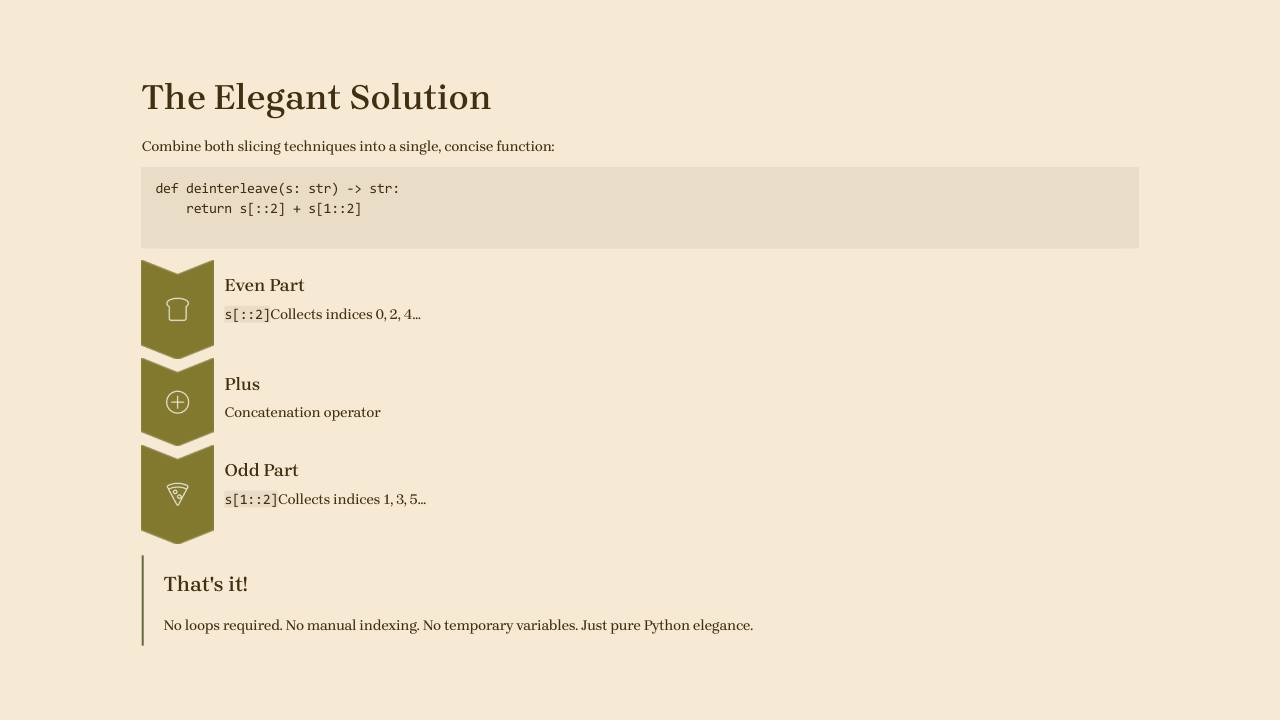 The Elegant Solution
Combine both slicing techniques into a single, concise function:
def deinterleave(s: str) -> str:
    return s[::2] + s[1::2]
Even Part
s[::2]Collects indices 0, 2, 4...
Plus
Concatenation operator
Odd Part
s[1::2]Collects indices 1, 3, 5...
That's it!
No loops required. No manual indexing. No temporary variables. Just pure Python elegance.